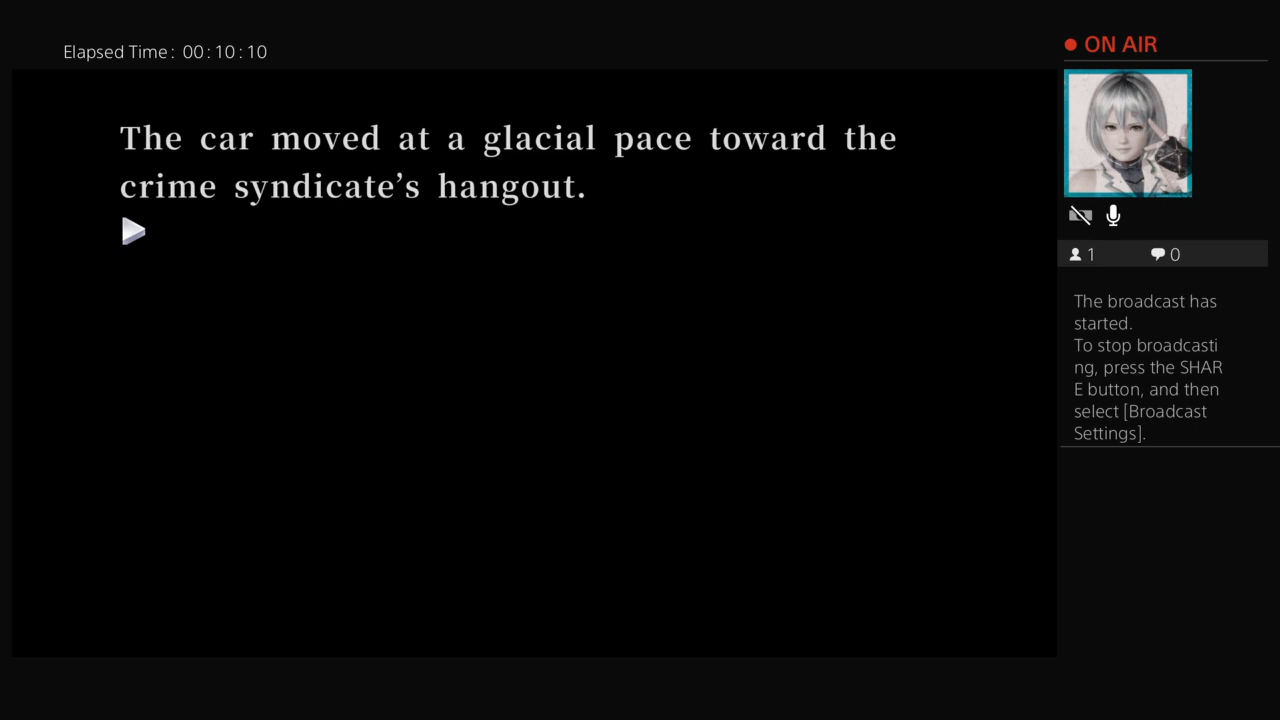 Elapsed Time: 00:10:10
ON AIR
The car moved at a glacial pace toward the
crime syndicate’s hangout.
1 0
The broadcast has
started.
To stop broadcasti
ng, press the SHAR
E button, and then
select [Broadcast
Settings].